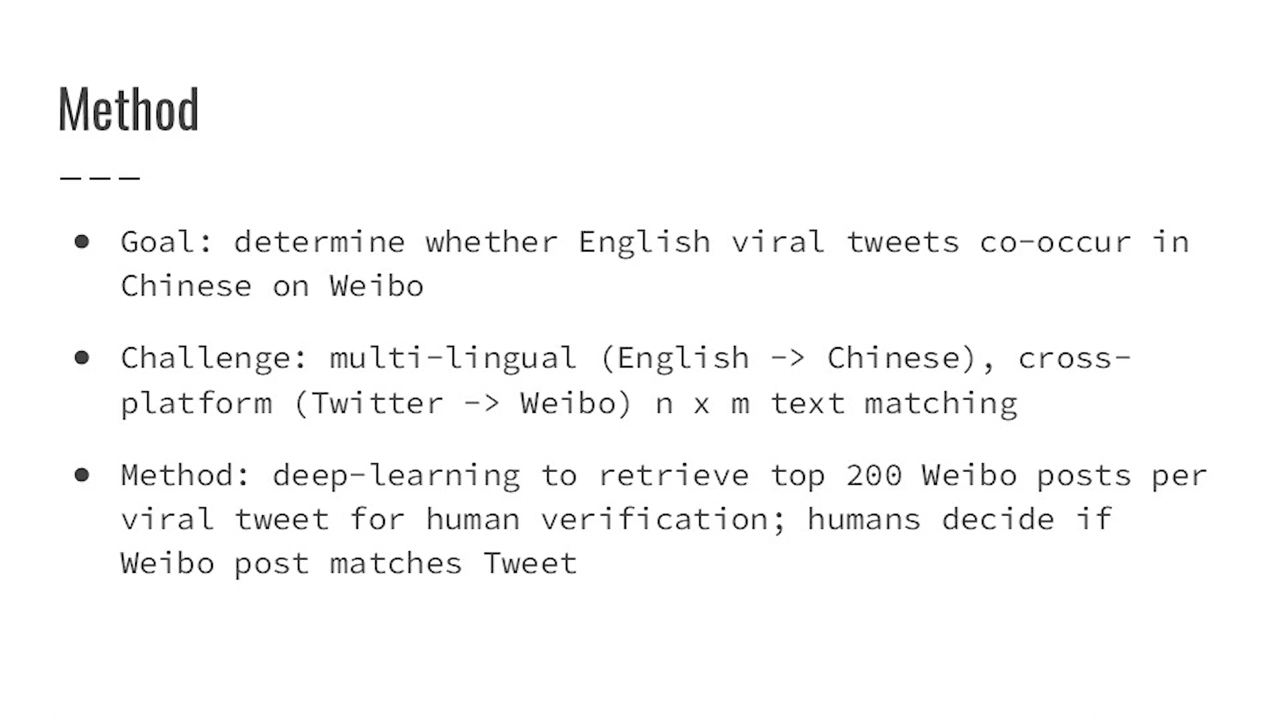 Method
● Goal: determine whether English viral tweets co-occur in
Chinese on Weibo
● Challenge: multi-lingual (English -> Chinese), cross-
platform (Twitter -> Weibo) n x m text matching
● Method: deep-learning to retrieve top 200 Weibo posts per
viral tweet for human verification; humans decide if
Weibo post matches Tweet